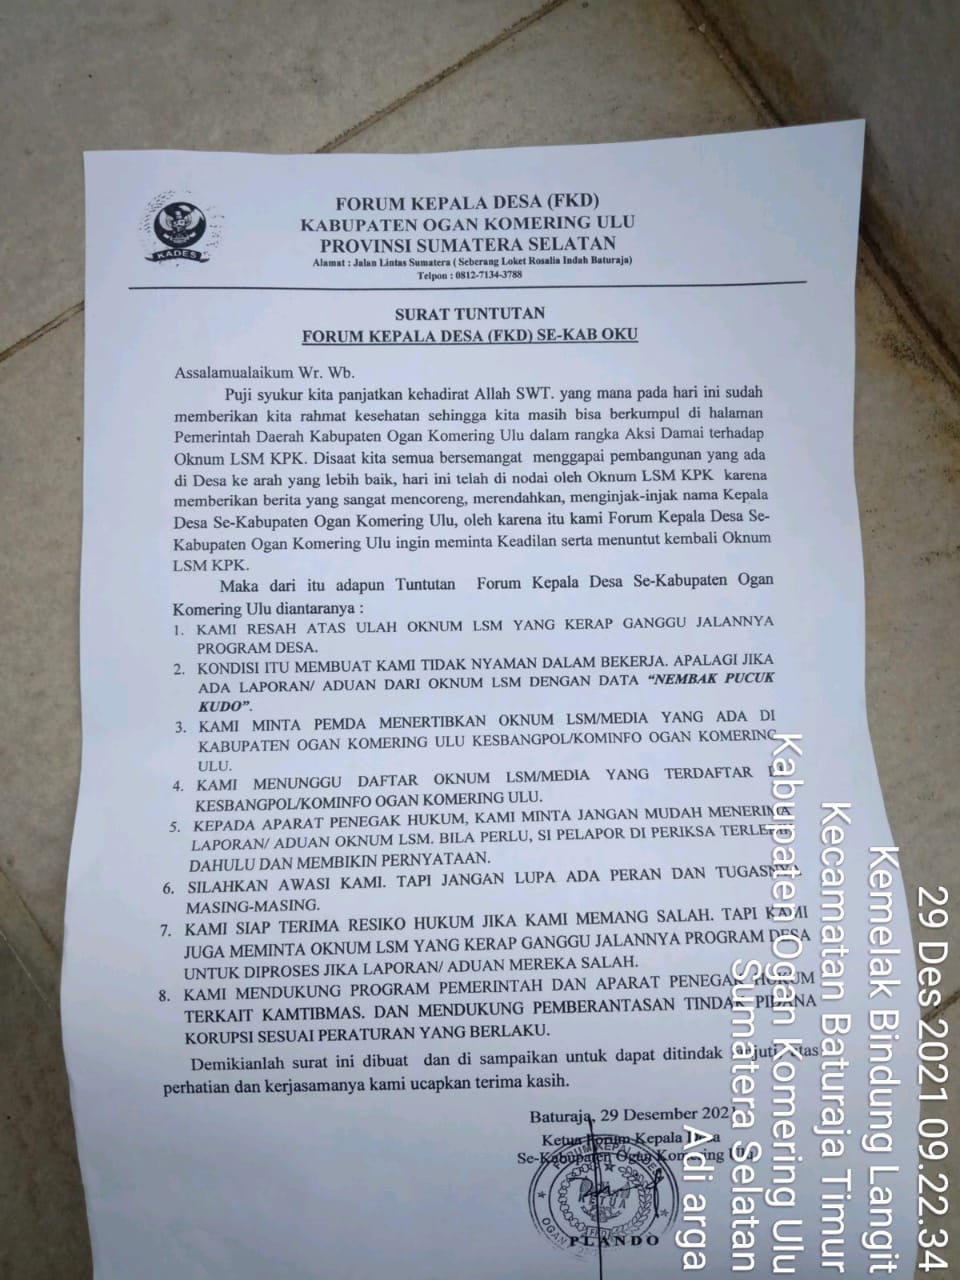 FORUM KEPALA DESA (FKD)
KABUPATEN OGAN KOMERING ULU
PROVINSI SUMATERA SELATAN
Alamat : Jalan Lintas Sumatera ( Seberang Loket Rosalia Indah Baturaja)
Telpon : 0812-7134-3788
KADES
SURAT TUNTUTAN
FORUM KEPALA DESA (FKD) SE-KAB OKU
Assalamualaikum Wr. Wb.
Puji syukur kita panjatkan kehadirat Allah SWT. yang mana pada hari ini sudah
memberikan kita rahmat kesehatan sehingga kita masih bisa berkumpul di halaman
Pemerintah Daerah Kabupaten Ogan Komering Ulu dalam rangka Aksi Damai terhadap
Oknum LSM KPK. Disaat kita semua bersemangat menggapai pembangunan yang ada
di Desa ke arah yang lebih baik, hari ini telah di nodai oleh Oknum LSM KPK karena
memberikan berita yang sangat mencoreng, merendahkan, menginjak-injak nama Kepala
Desa Se-Kabupaten Ogan Komering Ulu, oleh karena itu kami Forum Kepala Desa Se-
Kabupaten Ogan Komering Ulu ingin meminta Keadilan serta menuntut kembali Oknum
LSM KPK.
Maka dari itu adapun Tuntutan Forum Kepala Desa Se-Kabupaten Ogan
Komering Ulu diantaranya :
1. KAMI RESAH ATAS ULAH OKNUM LSM YANG KERAP GANGGU JALANNYA
PROGRAM DESA.
2. KONDISI ITU MEMBUAT KAMI TIDAK NYAMAN DALAM BEKERJA. APALAGI JIKA
ADA LAPORAN/ ADUAN DARI OKNUM LSM DENGAN DATA “NEMBAK PUCUK
KUDO”.
3. KAMI MINTA PEMDA MENERTIBKAN OKNUM LSM/MEDIA YANG ADA DI
KABUPATEN OGAN KOMERING ULU KESBANGPOL/KOMINFO OGAN KOMERING
ULU.
4. KAMI MENUNGGU DAFTAR OKNUM LSM/MEDIA YANG TERDAFTAR DI
KESBANGPOL/KOMINFO OGAN KOMERING ULU.
5. KEPADA APARAT PENEGAK HUKUM, KAMI MINTA JANGAN MUDAH MENERIMA
LAPORAN/ ADUAN OKNUM LSM. BILA PERLU, SI PELAPOR DI PERIKSA TERLEBIH
DAHULU DAN MEMBIKIN PERNYATAAN.
6. SILAHKAN AWASI KAMI. TAPI JANGAN LUPA ADA PERAN DAN TUGASNYA
MASING-MASING.
7. KAMI SIAP TERIMA RESIKO HUKUM JIKA KAMI MEMANG SALAH. TAPI KAMI
JUGA MEMINTA OKNUM LSM YANG KERAP GANGGU JALANNYA PROGRAM DESA
UNTUK DIPROSES JIKA LAPORAN/ ADUAN MEREKA SALAH.
8. KAMI MENDUKUNG PROGRAM PEMERINTAH DAN APARAT PENEGAK HUKUM
TERKAIT KAMTIBMAS. DAN MENDUKUNG PEMBERANTASAN TINDAK PIDANA
KORUPSI SESUAI PERATURAN YANG BERLAKU.
Demikianlah surat ini dibuat dan di sampaikan untuk dapat ditindak lanjuti, atas
perhatian dan kerjasamanya kami ucapkan terima kasih.
Baturaja, 29 Desember 2021
Ketua Forum Kepala Desa
Se-Kabupaten Ogan Komering Ulu
KETUA
FKD
PLANDO
29 Des 2021 09.22.34
Kemelak Bindung Langit
Kecamatan Baturaja Timur
Kabupaten Ogan Komering Ulu
Sumatera Selatan
Adi arga